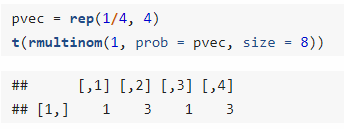 pvec = rep(1/4, 4)
t(rmultinom(1, prob = pvec, size = 8))
##      [,1] [,2] [,3] [,4]
## [1,]    1    3    1    3